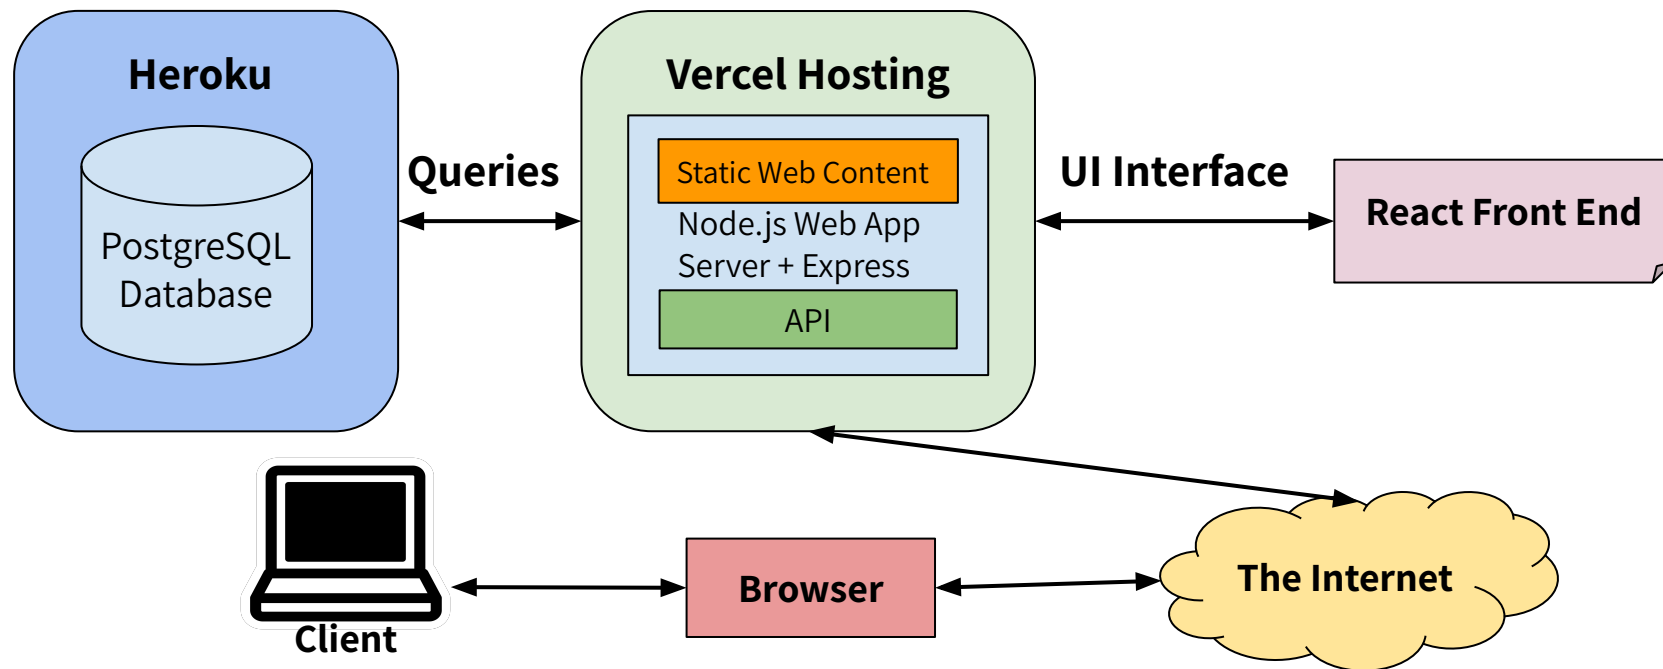 Heroku
PostgreSQL
Database
Queries
Vercel Hosting
Static Web Content
Node.js Web App
Server + Express
API
UI Interface
React Front End
Client
Browser
The Internet